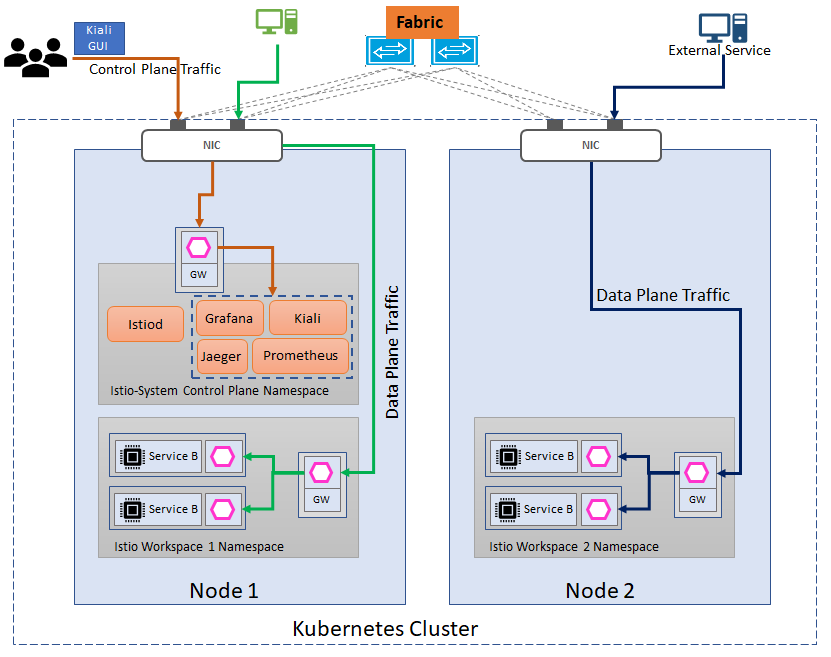 Kiali
GUI
Fabric
External Service
Control Plane Traffic
NIC
NIC
GW
Data Plane Traffic
Data Plane Traffic
Istiod
Grafana
Kiali
Jaeger
Prometheus
Istio-System Control Plane Namespace
Service B
Service B
GW
Istio Workspace 1 Namespace
Service B
Service B
GW
Istio Workspace 2 Namespace
Node 1
Node 2
Kubernetes Cluster